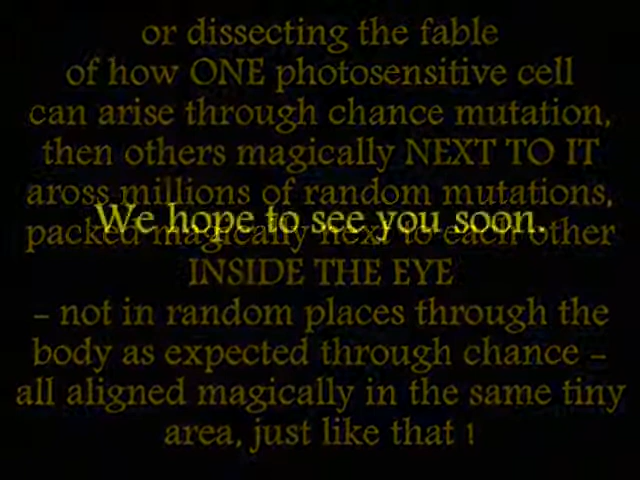 or dissecting the fable
of how ONE photosensitive cell
can arise through chance mutation,
then others magically NEXT TO IT
aross millions of random mutations,
We hope to see you soon.
packed magically next to each other
INSIDE THE EYE
– not in random places through the
body as expected through chance –
all aligned magically in the same tiny
area, just like that !